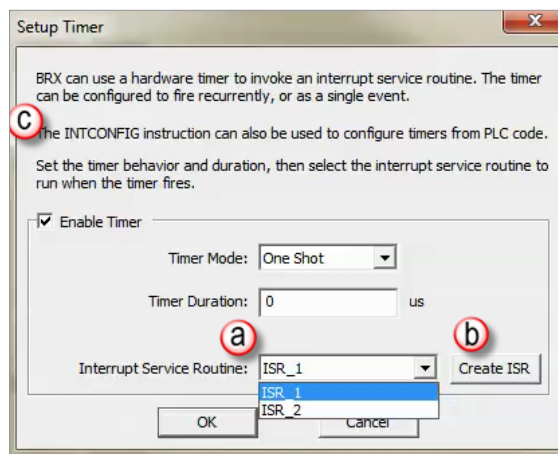 Setup Timer
BRX can use a hardware timer to invoke an interrupt service routine. The timer
can be configured to fire recurrently, or as a single event.
c
The INTCONFIG instruction can also be used to configure timers from PLC code.
Set the timer behavior and duration, then select the interrupt service routine to
run when the timer fires.
Enable Timer
Timer Mode: One Shot
Timer Duration: 0 us
a b
Interrupt Service Routine: ISR_1 Create ISR
ISR_1
ISR_2
OK Cancel